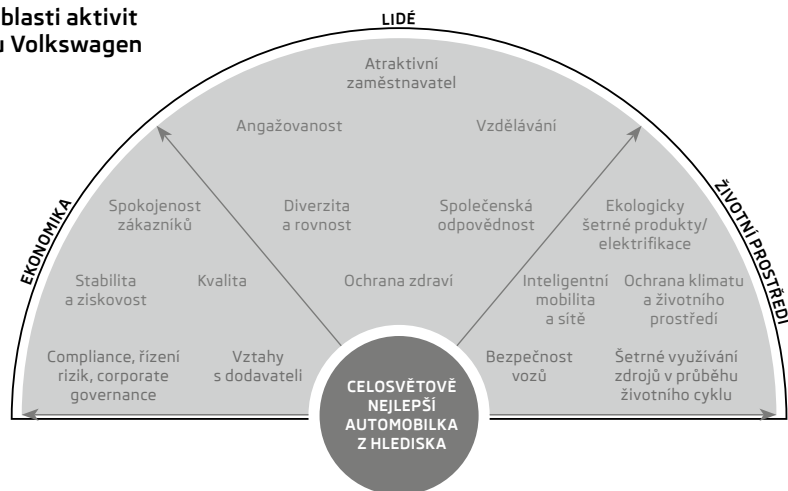 blasti aktivit
u Volkswagen
LIDÉ
Atraktivní
zaměstnavatel
Angažovanost
Vzdělávání
EKONOMIKA
ŽIVOTNÍ PROSTŘEDÍ
Spokojenost
zákazníků
Diverzita
a rovnost
Společenská
odpovědnost
Ekologicky
šetrné produkty/
elektrifikace
Stabilita
a ziskovost
Kvalita
Ochrana zdraví
Inteligentní
mobilita
a sítě
Ochrana klimatu
a životního
prostředí
Compliance, řízení
rizik, corporate
governance
Vztahy
s dodavateli
Bezpečnost
vozů
Šetrné využívání
zdrojů v průběhu
životního cyklu
CELOSVĚTOVĚ
NEJLEPŠÍ
AUTOMOBILKA
Z HLEDISKA